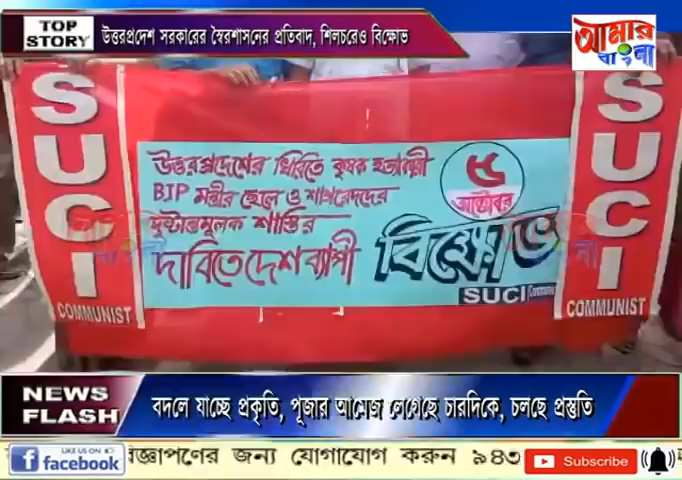 TOP STORY
উত্তরপ্রদেশ সরকারের স্বৈরশাসনের প্রতিবাদ, শিলচরেও বিক্ষোভ
আমার বাংলা
SUCI
COMMUNIST
উত্তরপ্রদেশের খিরিতে কৃষক হত্যাকারী
BJP মন্ত্রীর ছেলে ও শাগরেদদের
দৃষ্টান্তমূলক শাস্তির
দাবিতে দেশব্যাপী
৫
অক্টোবর
বিক্ষোভ
SUCI Communist
SUCI
COMMUNIST
NEWS FLASH
বদলে যাচ্ছে প্রকৃতি, পূজার আমেজ লেগেছে চারদিকে, চলছে প্রস্তুতি
LIKE US ON
facebook
বিজ্ঞাপণের জন্য যোগাযোগ করুন ৯৪৩
Subscribe